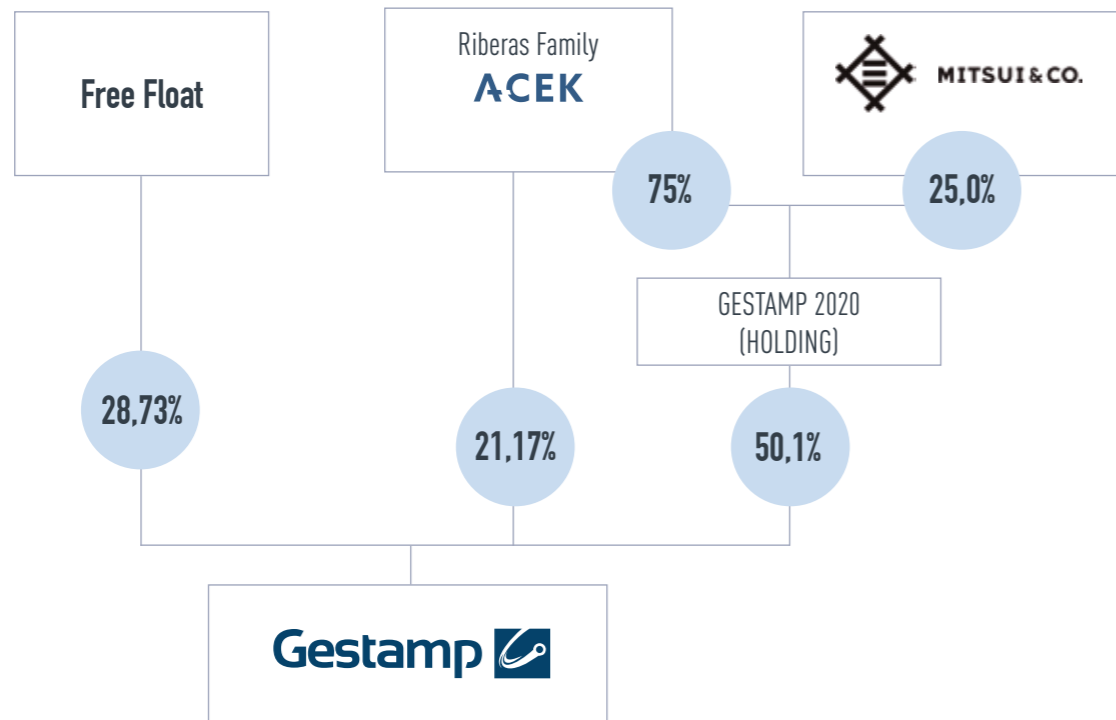 Free Float
Riberas Family
ACEK
MITSUI & CO.
75%
25,0%
GESTAMP 2020
(HOLDING)
28,73%
21,17%
50,1%
Gestamp